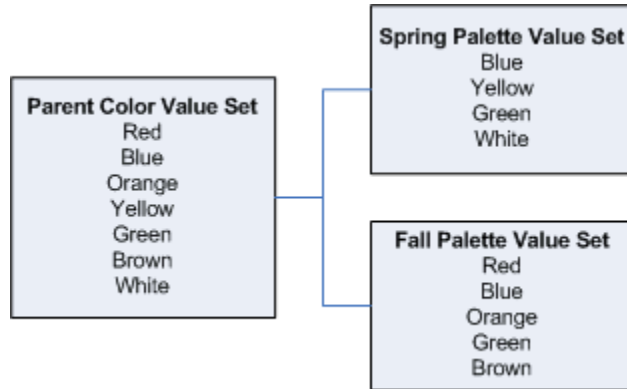 Parent Color Value Set
Red
Blue
Orange
Yellow
Green
Brown
White
Spring Palette Value Set
Blue
Yellow
Green
White
Fall Palette Value Set
Red
Blue
Orange
Green
Brown